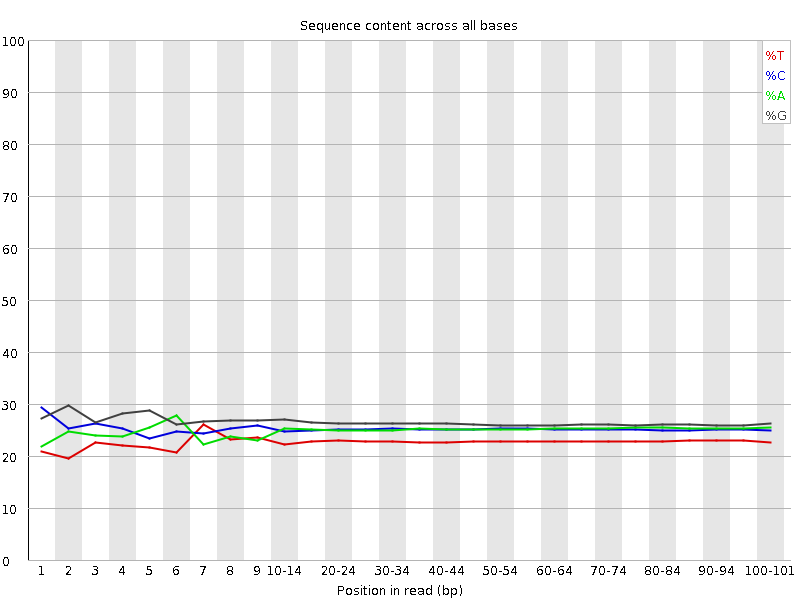 Sequence content across all bases
100
90
80
70
60
50
40
30
20
10
0
%T
%C
%A
%G
1 2 3 4 5 6 7 8 9 10-14 20-24 30-34 40-44 50-54 60-64 70-74 80-84 90-94 100-101
Position in read (bp)